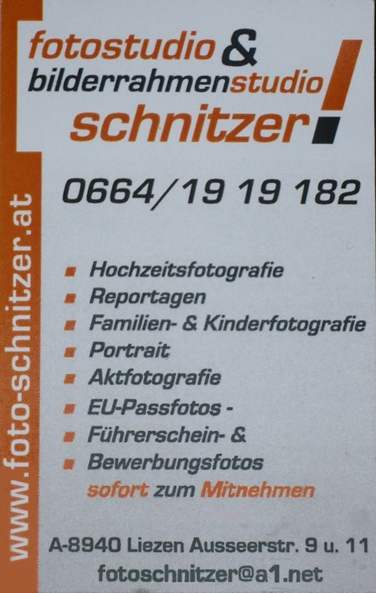 fotostudio &
bilderrahmenstudio
schnitzer!
0664/19 19 182
www.foto-schnitzer.at
Hochzeitsfotografie
Reportagen
Familien- & Kinderfotografie
Portrait
Aktfotografie
EU-Passfotos -
Führerschein- &
Bewerbungsfotos
sofort zum Mitnehmen
A-8940 Liezen Ausseerstr. 9 u. 11
fotoschnitzer@a1.net